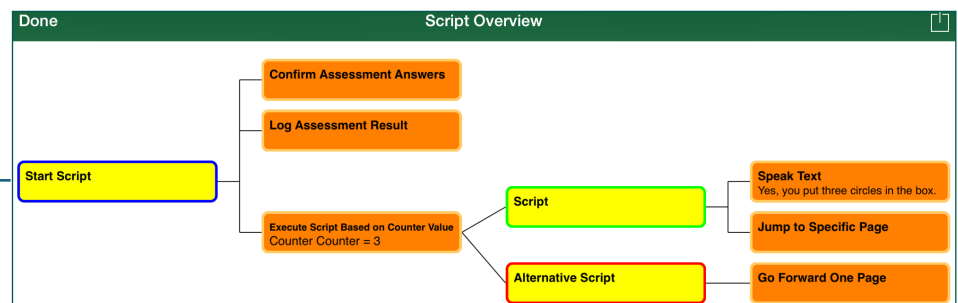 Done
Script Overview
Confirm Assessment Answers
Log Assessment Result
Start Script
Execute Script Based on Counter Value
Counter Counter = 3
Script
Speak Text
Yes, you put three circles in the box.
Jump to Specific Page
Alternative Script
Go Forward One Page